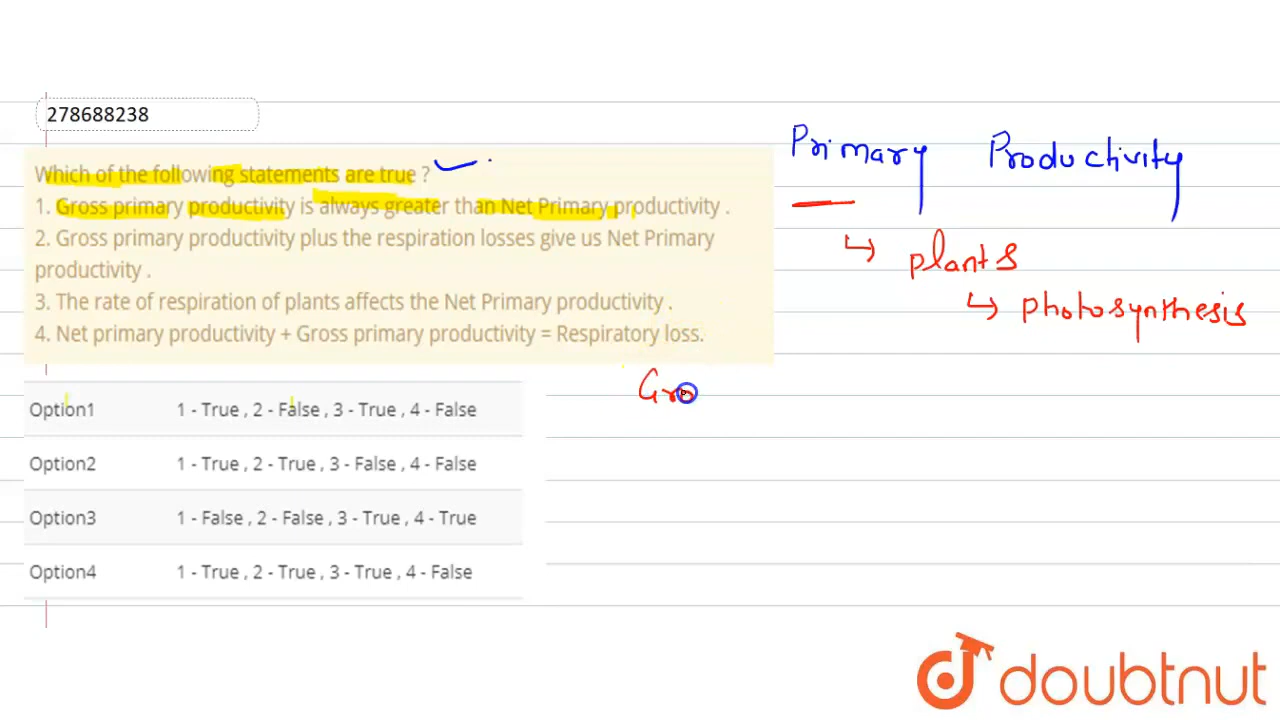 278688238
Which of the following statements are true ?
1. Gross primary productivity is always greater than Net Primary productivity .
2. Gross primary productivity plus the respiration losses give us Net Primary
productivity .
3. The rate of respiration of plants affects the Net Primary productivity .
4. Net primary productivity + Gross primary productivity = Respiratory loss.
Option1 1 - True , 2 - False , 3 - True , 4 - False
Option2 1 - True , 2 - True , 3 - False , 4 - False
Option3 1 - False , 2 - False , 3 - True , 4 - True
Option4 1 - True , 2 - True , 3 - True , 4 - False
Primary Productivity
↳ plants
↳ photosynthesis
Gro
doubtnut